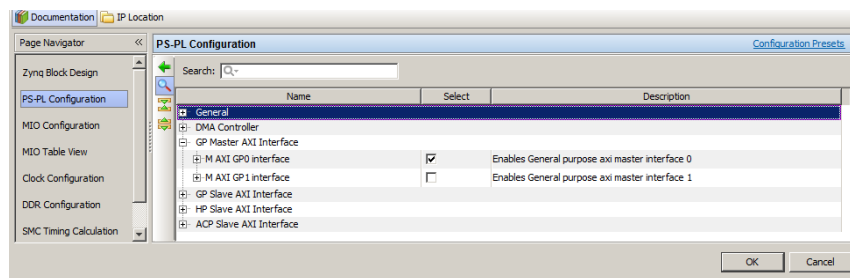 Documentation IP Location
Page Navigator « PS-PL Configuration Configuration Presets
Zynq Block Design
PS-PL Configuration
MIO Configuration
MIO Table View
Clock Configuration
DDR Configuration
SMC Timing Calculation
Search:
Name Select Description
General
DMA Controller
GP Master AXI Interface
M AXI GP0 interface Enables General purpose axi master interface 0
M AXI GP1 interface Enables General purpose axi master interface 1
GP Slave AXI Interface
HP Slave AXI Interface
ACP Slave AXI Interface
OK Cancel